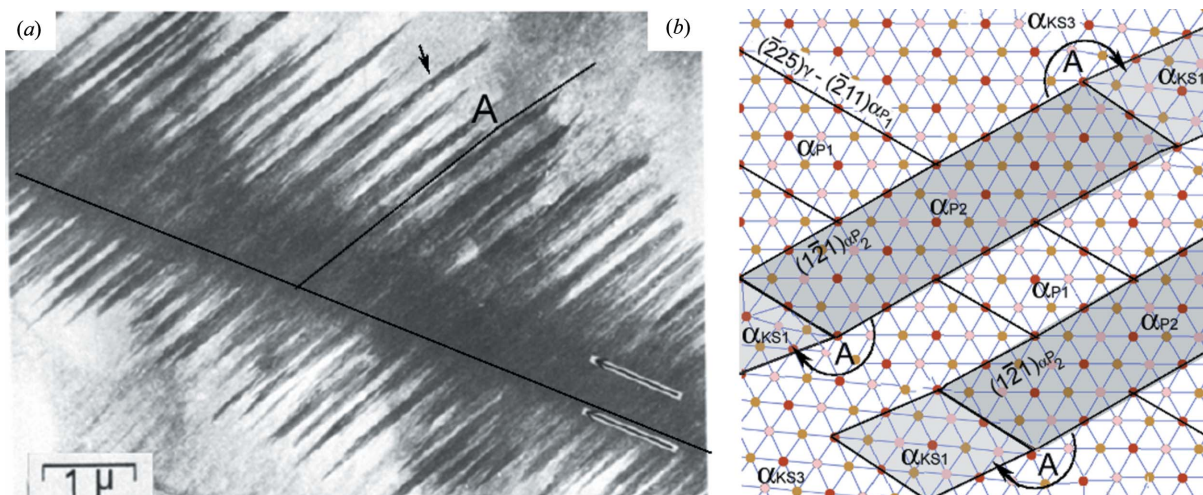 (a)
A
1 μ
(b)
αKS3
A
αKS1
(2̄25)γ - (2̄11)αP1
αP1
αP2
(12̄1)αP2
αP1
αKS1
A
αP2
(12̄1)αP2
αKS1
A
αKS3